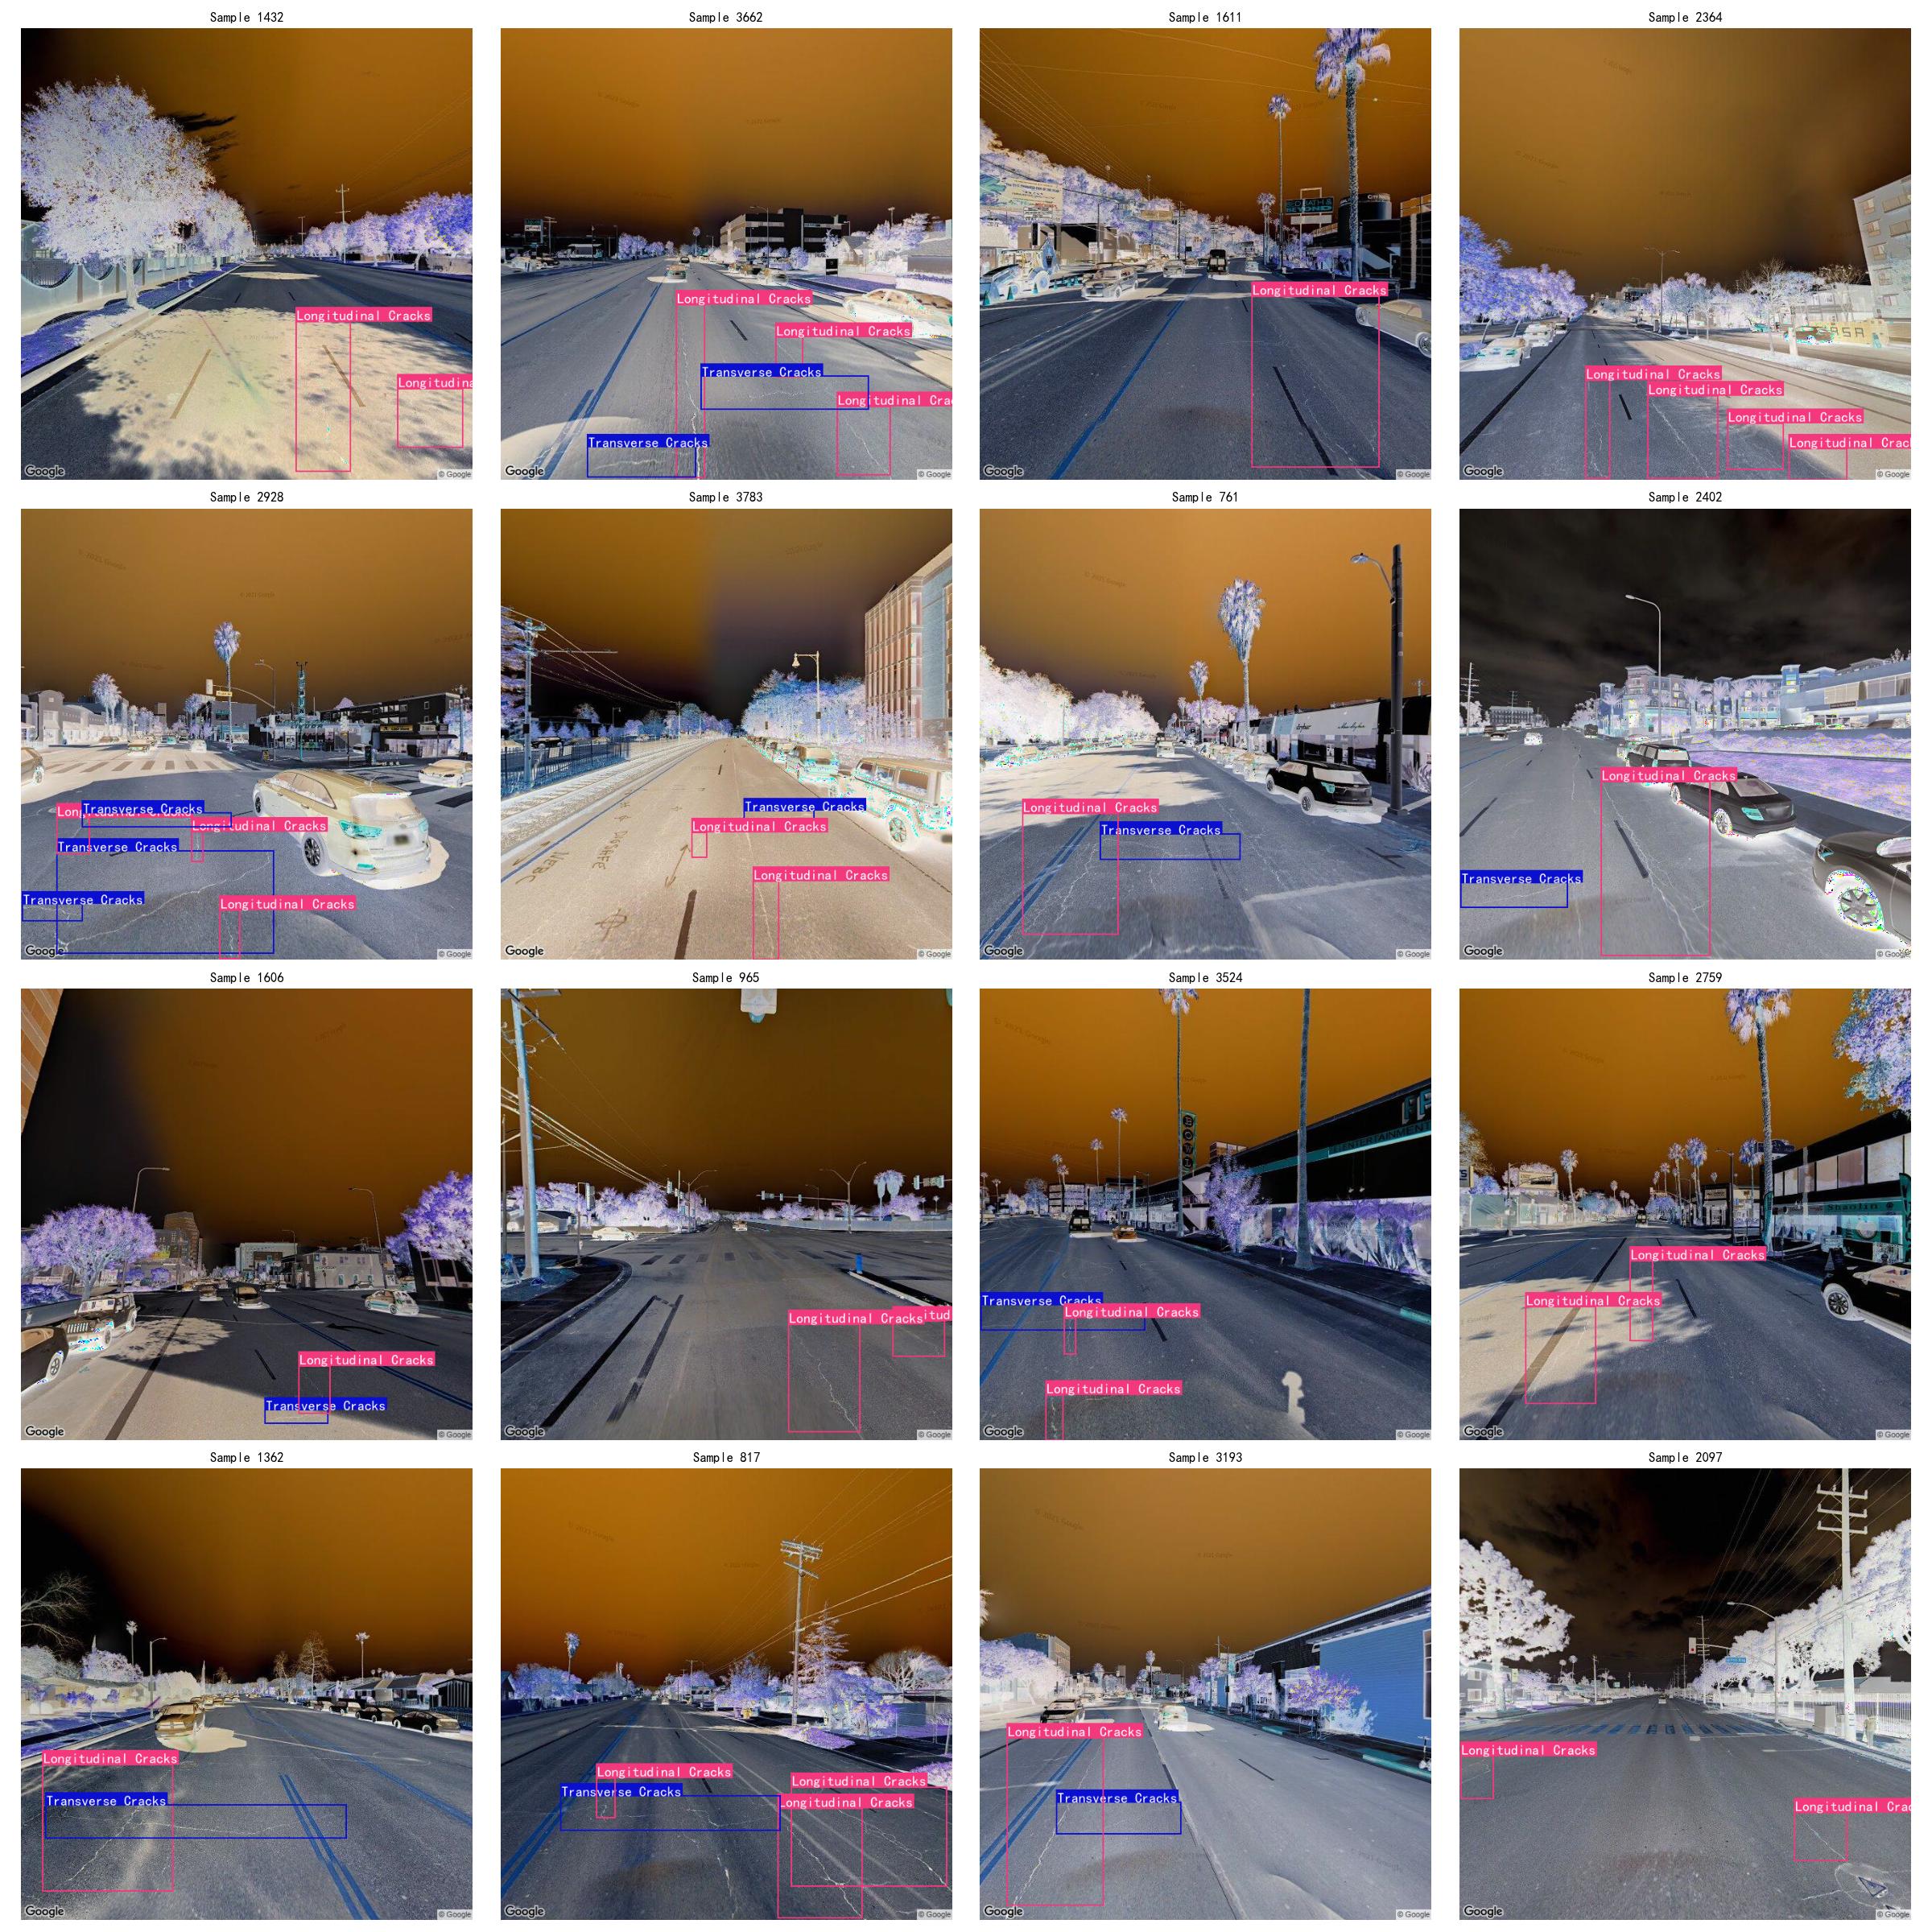 Sample 1432
Sample 3662
Sample 1611
Sample 2364
Longitudinal Cracks
Longitudina
Google
© Google
Longitudinal Cracks
Longitudinal Cracks
Transverse Cracks
Longitudinal Crac
Transverse Cracks
Google
© Google
Longitudinal Cracks
Google
© Google
Longitudinal Cracks
Longitudinal Cracks
Longitudinal Cracks
Longitudinal Crack
Google
© Google
Sample 2928
Sample 3783
Sample 761
Sample 2402
Transverse Cracks
Longitudinal Cracks
Transverse Cracks
Transverse Cracks
Longitudinal Cracks
Google
© Google
Transverse Cracks
Longitudinal Cracks
Longitudinal Cracks
Google
© Google
Longitudinal Cracks
Transverse Cracks
Google
© Google
Longitudinal Cracks
Transverse Cracks
Google
© Google
Sample 1606
Sample 965
Sample 3524
Sample 2759
Longitudinal Cracks
Transverse Cracks
Google
© Google
Longitudinal Cracks
itud
Google
© Google
BOWL
Transverse Cracks
Longitudinal Cracks
Longitudinal Cracks
Google
© Google
Longitudinal Cracks
Longitudinal Cracks
Google
© Google
Sample 1362
Sample 817
Sample 3193
Sample 2097
Longitudinal Cracks
Transverse Cracks
Google
© Google
Longitudinal Cracks
Longitudinal Cracks
Transverse Cracks
Longitudinal Cracks
Google
© Google
Longitudinal Cracks
Transverse Cracks
Google
© Google
Longitudinal Cracks
Longitudinal Crac
Google
© Google